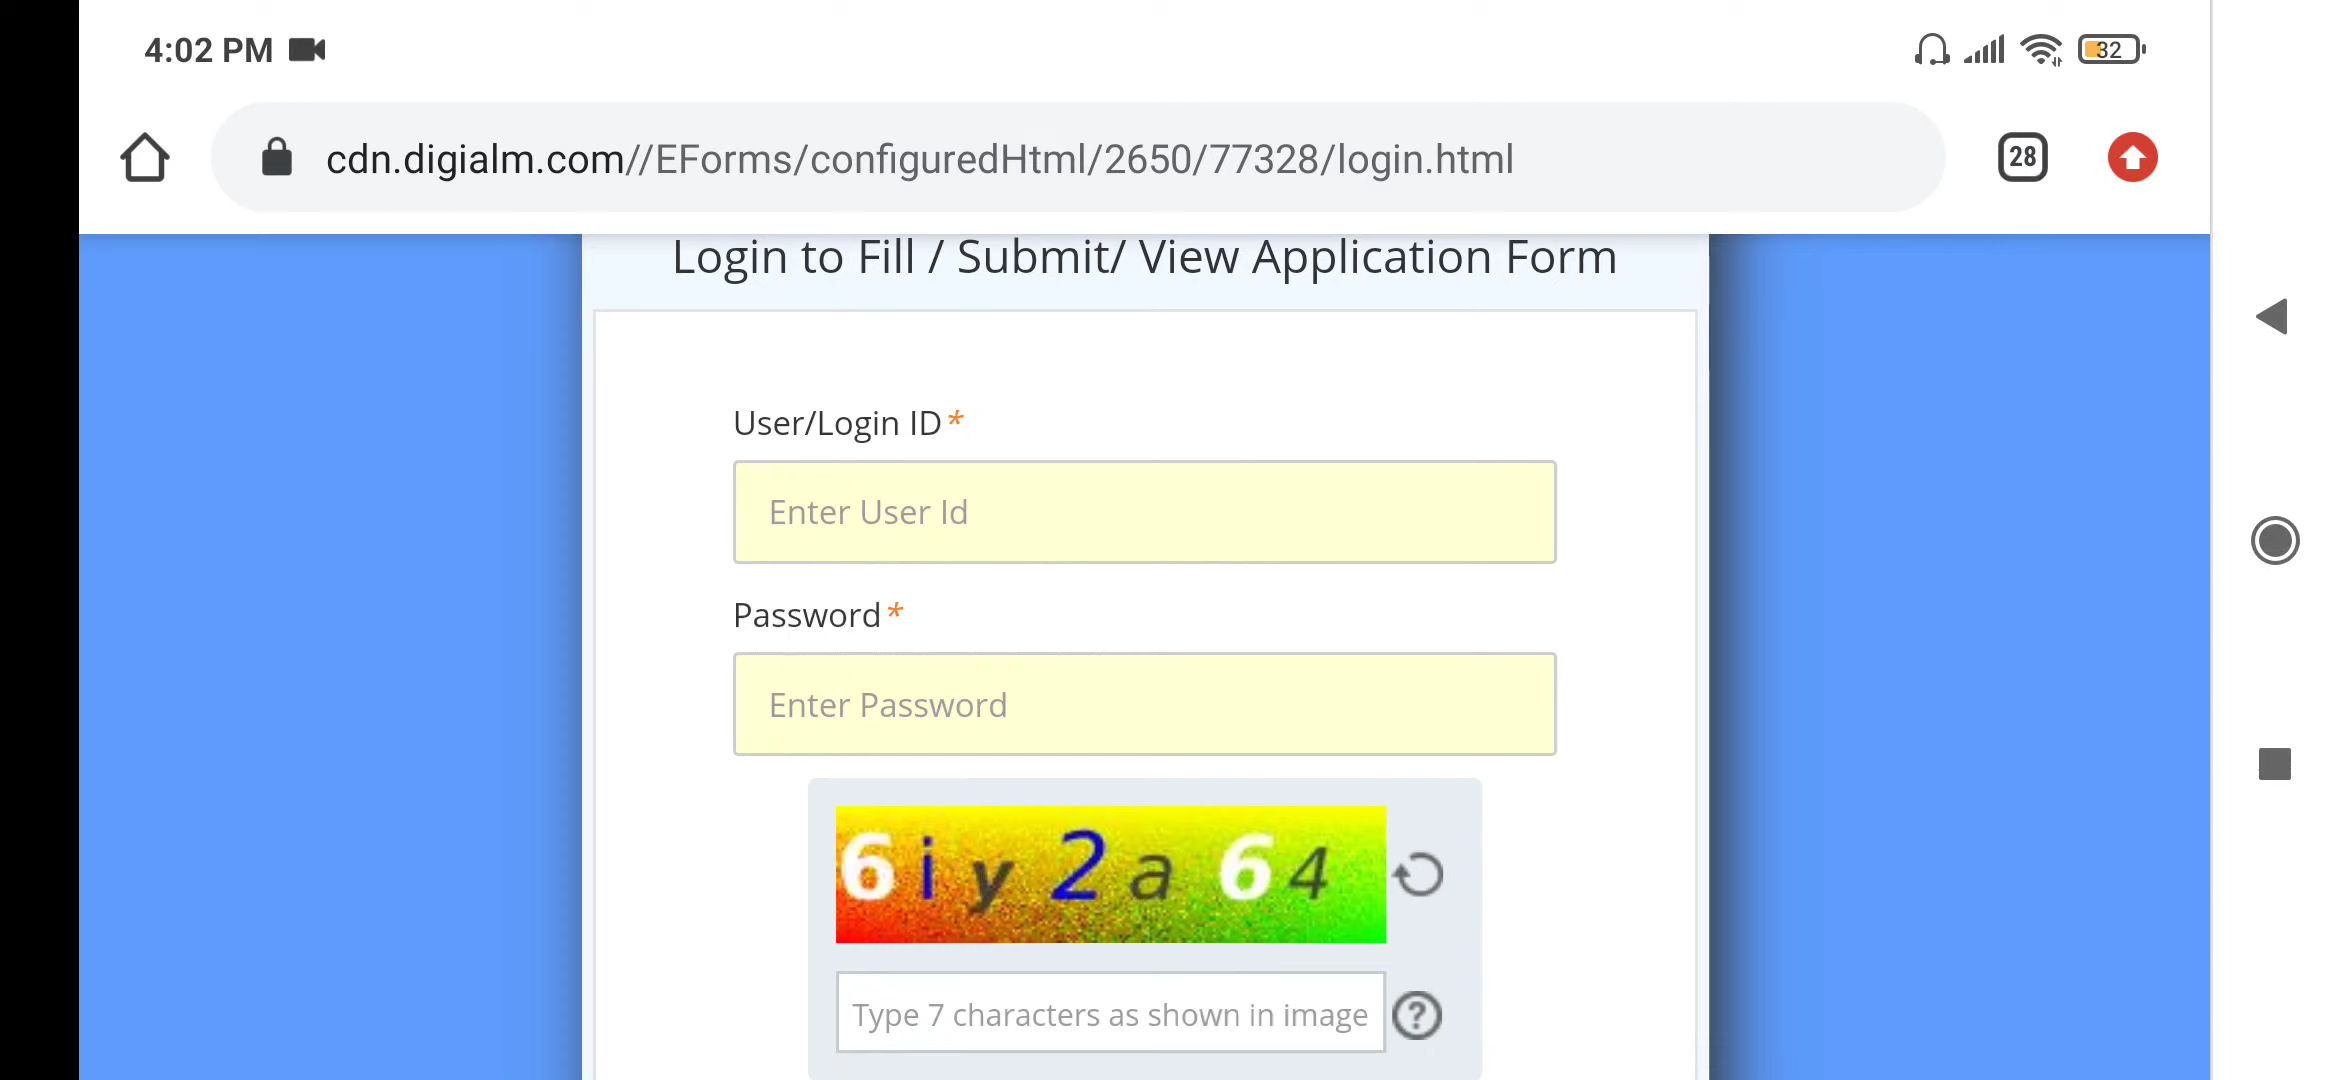 4:02 PM
32
cdn.digialm.com//EForms/configuredHtml/2650/77328/login.html
28
Login to Fill / Submit/ View Application Form
User/Login ID*
Enter User Id
Password*
Enter Password
6iy2a64
Type 7 characters as shown in image
?